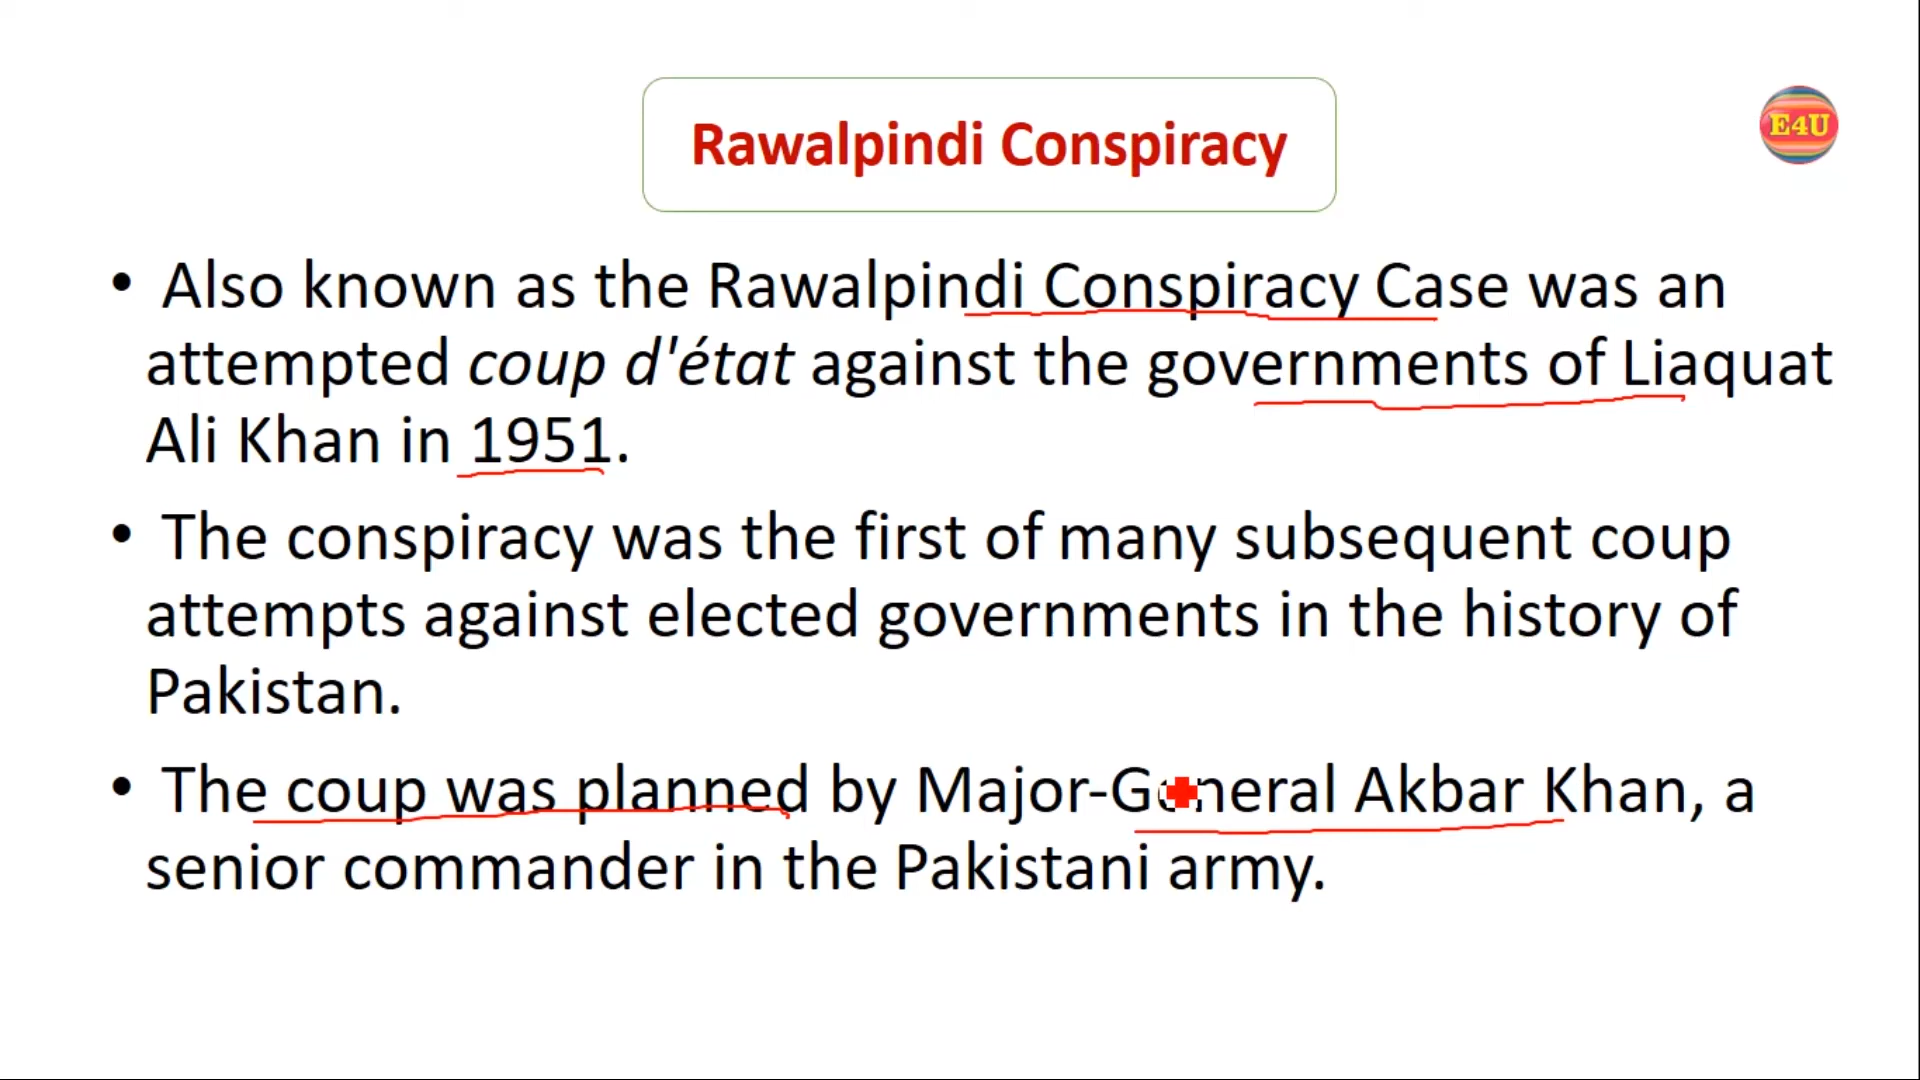 Rawalpindi Conspiracy
E4U
• Also known as the Rawalpindi Conspiracy Case was an
attempted coup d'état against the governments of Liaquat
Ali Khan in 1951.
• The conspiracy was the first of many subsequent coup
attempts against elected governments in the history of
Pakistan.
• The coup was planned by Major-General Akbar Khan, a
senior commander in the Pakistani army.